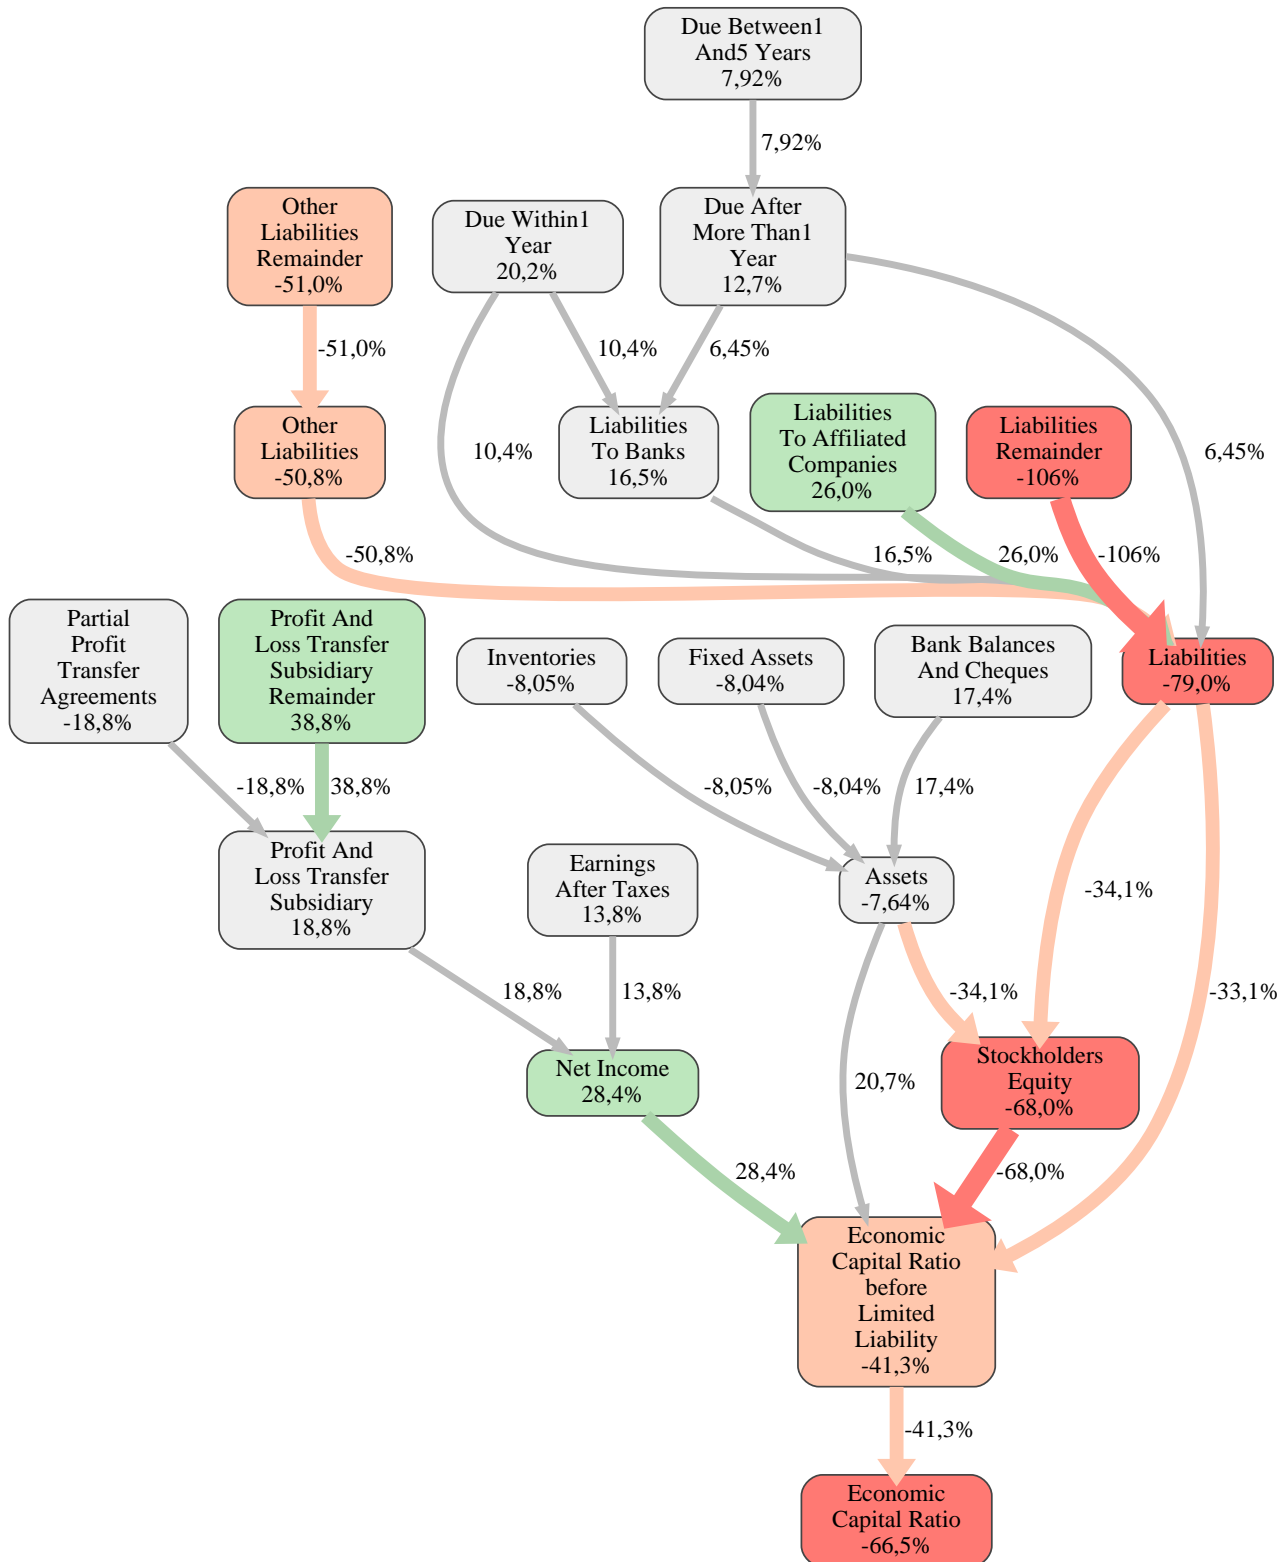 Due Between1
And5 Years
7,92%
7,92%
Other
Liabilities
Remainder
-51,0%
Due Within1
Year
20,2%
Due After
More Than1
Year
12,7%
-51,0%
10,4%
6,45%
Other
Liabilities
-50,8%
10,4%
Liabilities
To Banks
16,5%
Liabilities
To Affiliated
Companies
26,0%
Liabilities
Remainder
-106%
6,45%
-50,8%
16,5%
26,0%
-106%
Partial
Profit
Transfer
Agreements
-18,8%
Profit And
Loss Transfer
Subsidiary
Remainder
38,8%
Inventories
-8,05%
Fixed Assets
-8,04%
Bank Balances
And Cheques
17,4%
Liabilities
-79,0%
-18,8%
38,8%
-8,05%
-8,04%
17,4%
Profit And
Loss Transfer
Subsidiary
18,8%
Earnings
After Taxes
13,8%
Assets
-7,64%
-34,1%
18,8%
13,8%
-34,1%
-33,1%
Net Income
28,4%
20,7%
Stockholders
Equity
-68,0%
28,4%
-68,0%
Economic
Capital Ratio
before
Limited
Liability
-41,3%
-41,3%
Economic
Capital Ratio
-66,5%